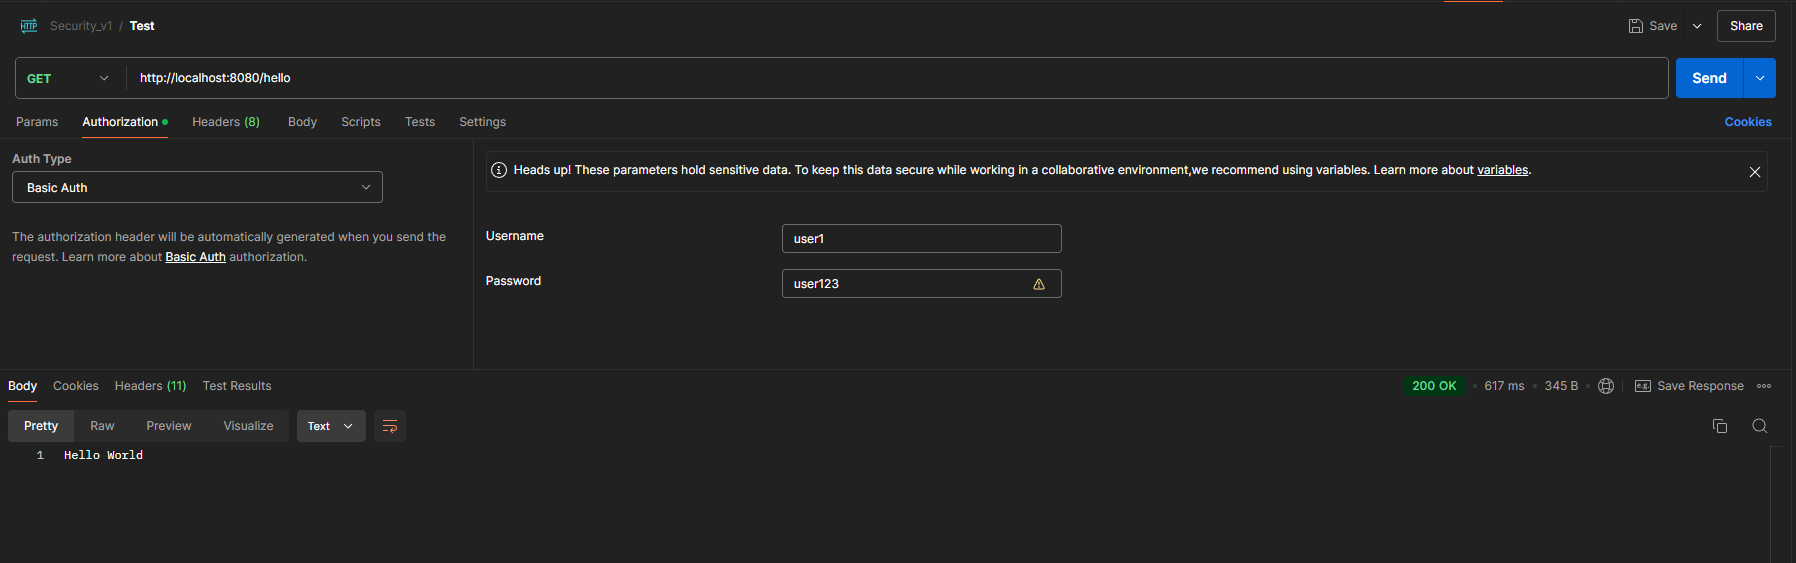 HTTP Security_v1 / Test Save Share
GET http://localhost:8080/hello Send
Params Authorization Headers (8) Body Scripts Tests Settings Cookies
Auth Type
Basic Auth
Heads up! These parameters hold sensitive data. To keep this data secure while working in a collaborative environment,we recommend using variables. Learn more about variables.
The authorization header will be automatically generated when you send the
request. Learn more about Basic Auth authorization.
Username user1
Password user123
Body Cookies Headers (11) Test Results 200 OK • 617 ms • 345 B • e.g. Save Response
Pretty Raw Preview Visualize Text
1 Hello World